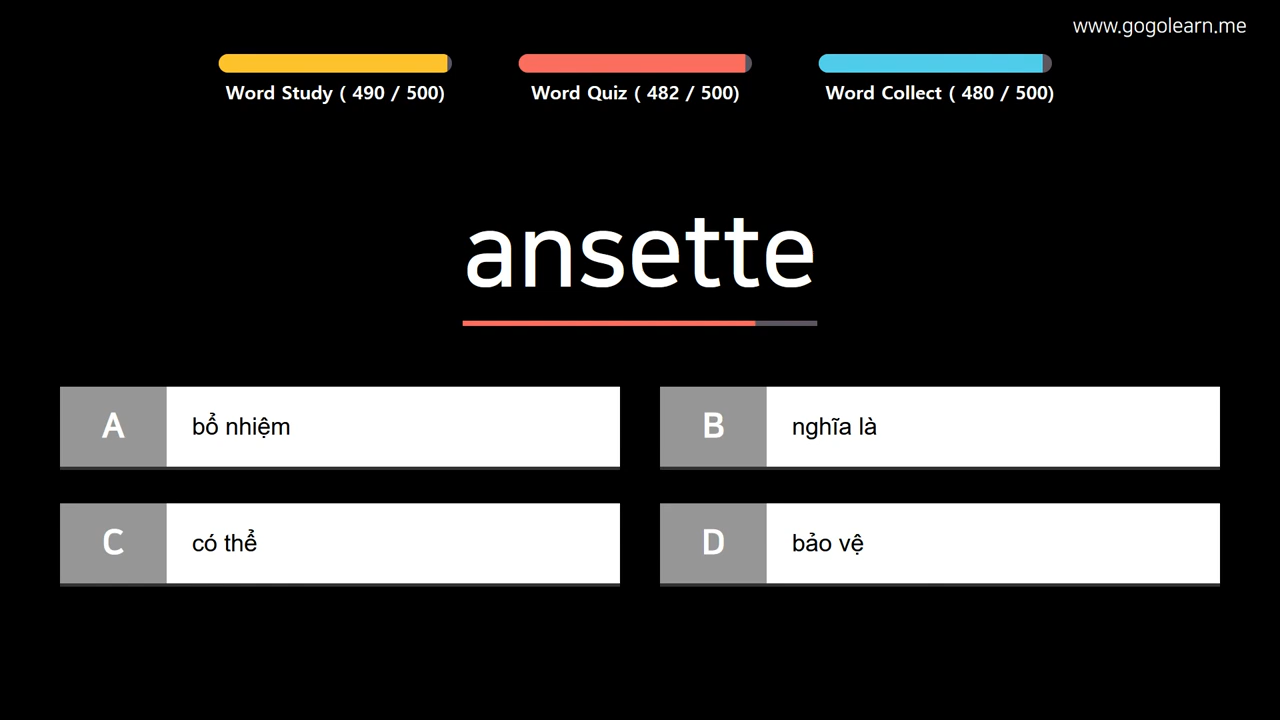 www.gogolearn.me
Word Study ( 490 / 500)
Word Quiz ( 482 / 500)
Word Collect ( 480 / 500)
ansette
A
bổ nhiệm
B
nghĩa là
C
có thể
D
bảo vệ